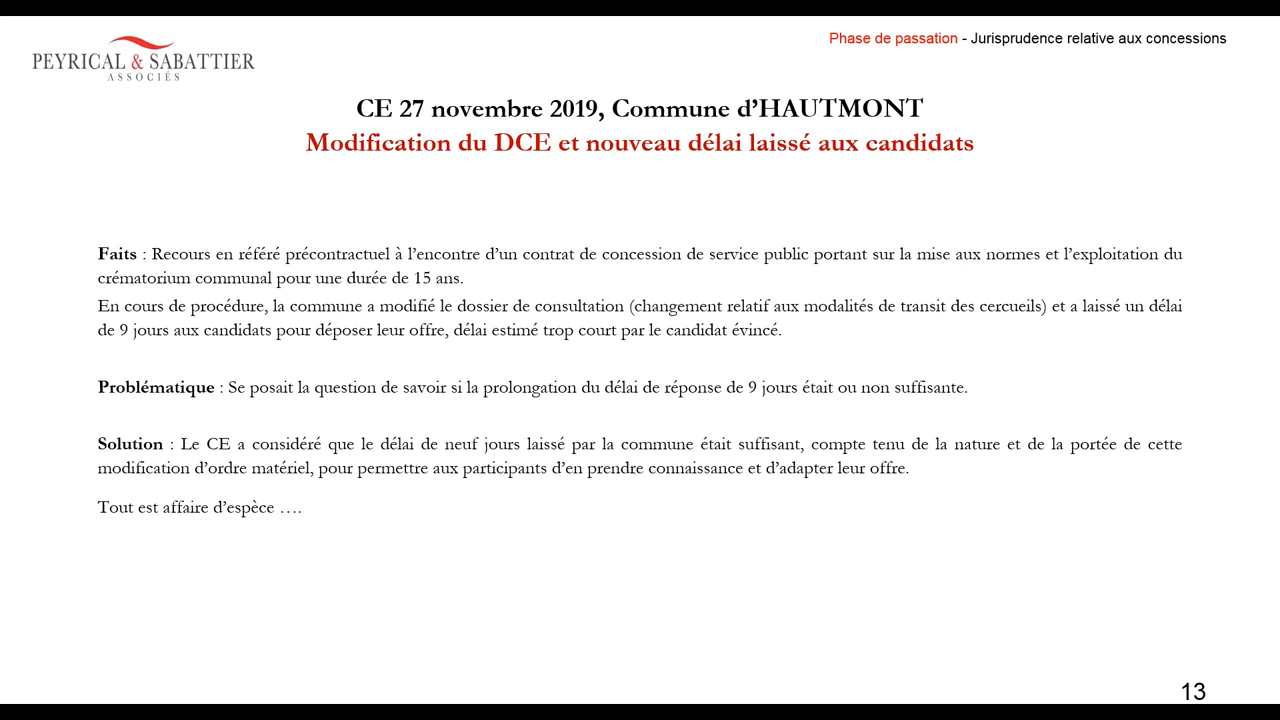 PEYRICAL & SABATTIER
ASSOCIÉS
Phase de passation - Jurisprudence relative aux concessions
CE 27 novembre 2019, Commune d’HAUTMONT
Modification du DCE et nouveau délai laissé aux candidats
Faits : Recours en référé précontractuel à l’encontre d’un contrat de concession de service public portant sur la mise aux normes et l’exploitation du
crématorium communal pour une durée de 15 ans.
En cours de procédure, la commune a modifié le dossier de consultation (changement relatif aux modalités de transit des cercueils) et a laissé un délai
de 9 jours aux candidats pour déposer leur offre, délai estimé trop court par le candidat évincé.
Problématique : Se posait la question de savoir si la prolongation du délai de réponse de 9 jours était ou non suffisante.
Solution : Le CE a considéré que le délai de neuf jours laissé par la commune était suffisant, compte tenu de la nature et de la portée de cette
modification d’ordre matériel, pour permettre aux participants d’en prendre connaissance et d’adapter leur offre.
Tout est affaire d’espèce ….
13